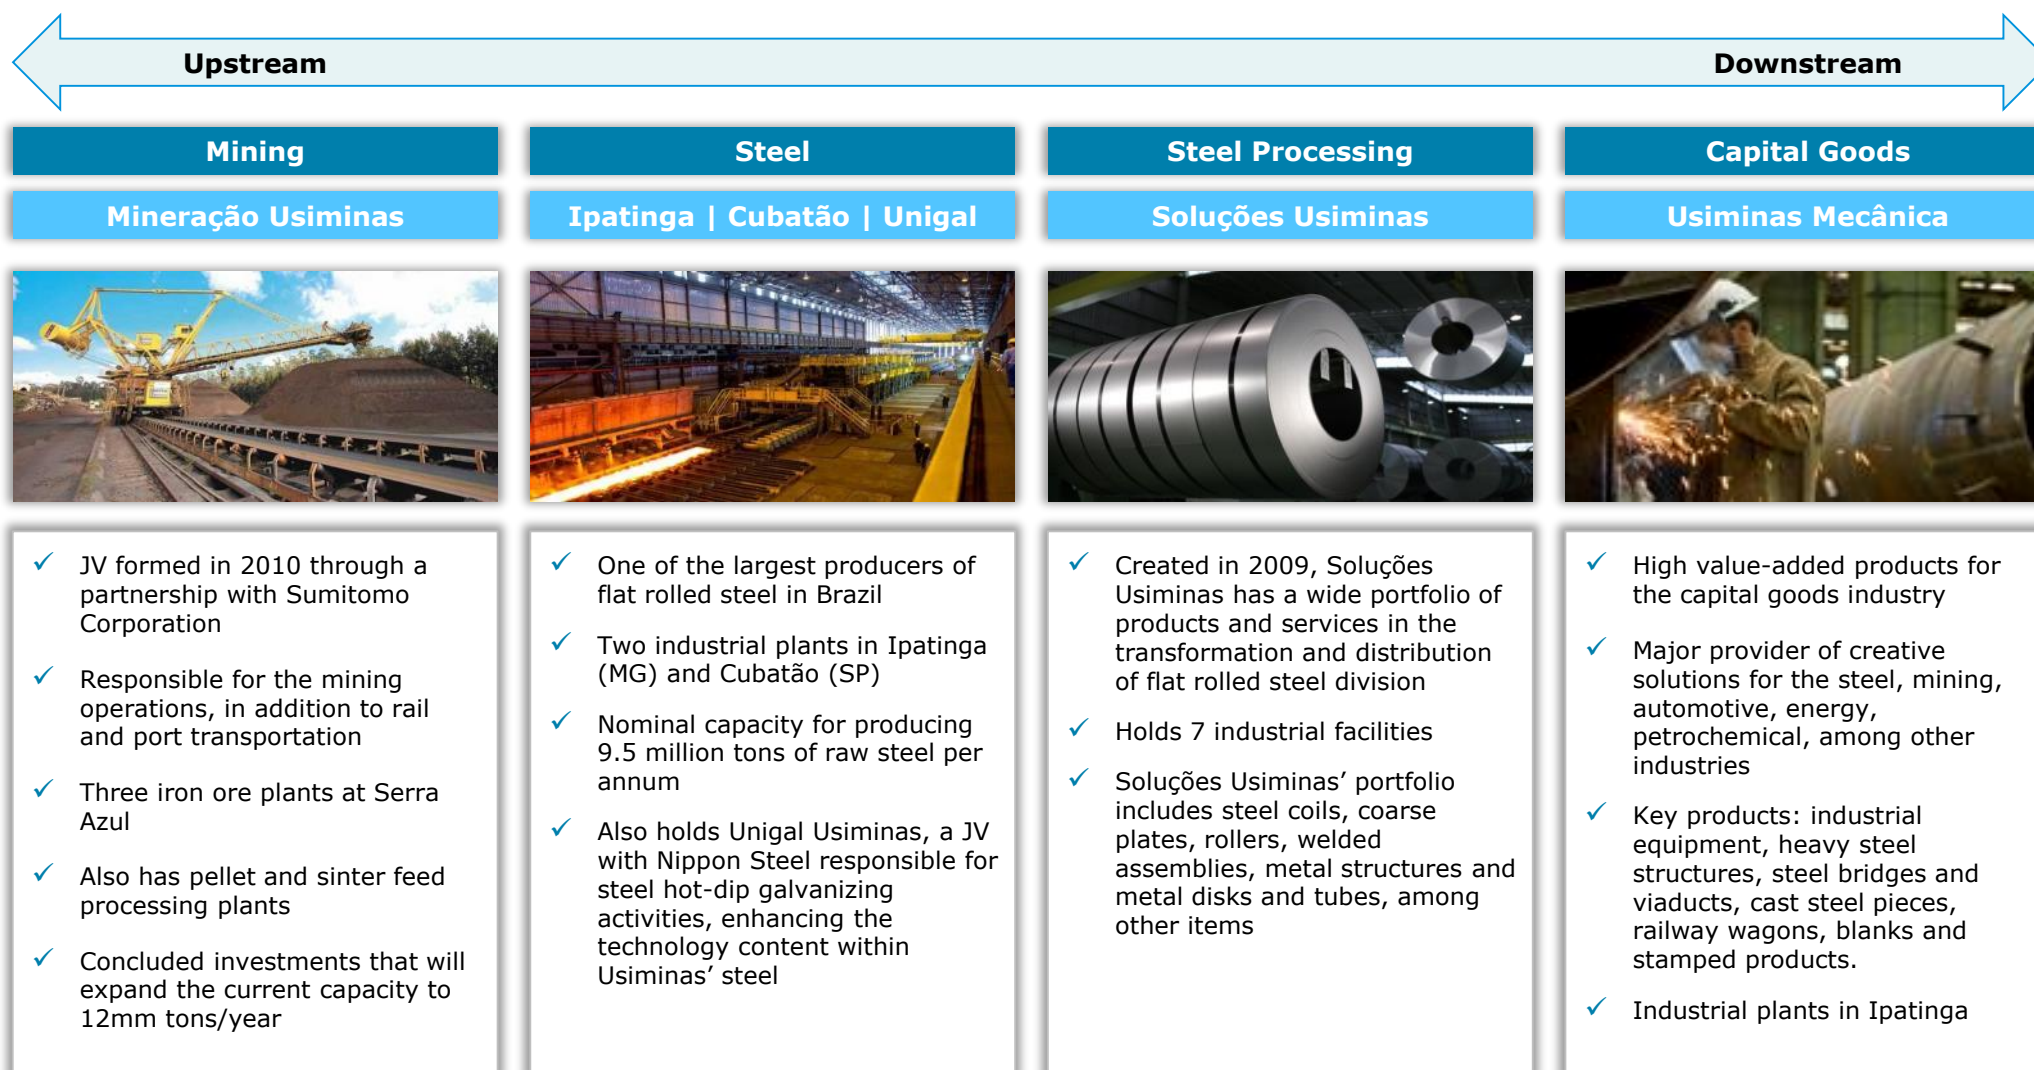 Upstream
Downstream
Mining
Mineração Usiminas
JV formed in 2010 through a
partnership with Sumitomo
Corporation
Responsible for the mining
operations, in addition to rail
and port transportation
Three iron ore plants at Serra
Azul
Also has pellet and sinter feed
processing plants
Concluded investments that will
expand the current capacity to
12mm tons/year
Steel
Ipatinga | Cubatão | Unigal
One of the largest producers of
flat rolled steel in Brazil
Two industrial plants in Ipatinga
(MG) and Cubatão (SP)
Nominal capacity for producing
9.5 million tons of raw steel per
annum
Also holds Unigal Usiminas, a JV
with Nippon Steel responsible for
steel hot-dip galvanizing
activities, enhancing the
technology content within
Usiminas’ steel
Steel Processing
Soluções Usiminas
Created in 2009, Soluções
Usiminas has a wide portfolio of
products and services in the
transformation and distribution
of flat rolled steel division
Holds 7 industrial facilities
Soluções Usiminas’ portfolio
includes steel coils, coarse
plates, rollers, welded
assemblies, metal structures and
metal disks and tubes, among
other items
Capital Goods
Usiminas Mecânica
High value-added products for
the capital goods industry
Major provider of creative
solutions for the steel, mining,
automotive, energy,
petrochemical, among other
industries
Key products: industrial
equipment, heavy steel
structures, steel bridges and
viaducts, cast steel pieces,
railway wagons, blanks and
stamped products.
Industrial plants in Ipatinga